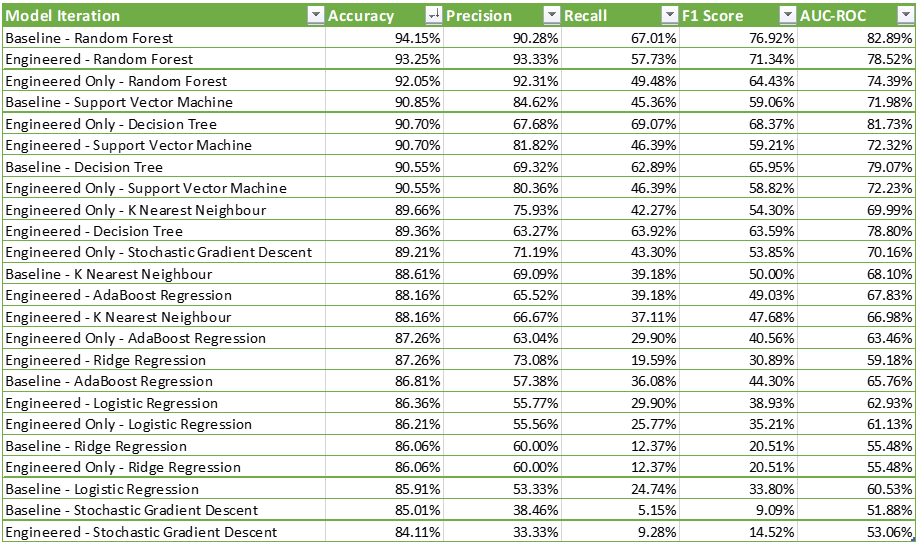 Model Iteration Accuracy Precision Recall F1 Score AUC-ROC
Baseline - Random Forest 94.15% 90.28% 67.01% 76.92% 82.89%
Engineered - Random Forest 93.25% 93.33% 57.73% 71.34% 78.52%
Engineered Only - Random Forest 92.05% 92.31% 49.48% 64.43% 74.39%
Baseline - Support Vector Machine 90.85% 84.62% 45.36% 59.06% 71.98%
Engineered Only - Decision Tree 90.70% 67.68% 69.07% 68.37% 81.73%
Engineered - Support Vector Machine 90.70% 81.82% 46.39% 59.21% 72.32%
Baseline - Decision Tree 90.55% 69.32% 62.89% 65.95% 79.07%
Engineered Only - Support Vector Machine 90.55% 80.36% 46.39% 58.82% 72.23%
Engineered Only - K Nearest Neighbour 89.66% 75.93% 42.27% 54.30% 69.99%
Engineered - Decision Tree 89.36% 63.27% 63.92% 63.59% 78.80%
Engineered Only - Stochastic Gradient Descent 89.21% 71.19% 43.30% 53.85% 70.16%
Baseline - K Nearest Neighbour 88.61% 69.09% 39.18% 50.00% 68.10%
Engineered - AdaBoost Regression 88.16% 65.52% 39.18% 49.03% 67.83%
Engineered - K Nearest Neighbour 88.16% 66.67% 37.11% 47.68% 66.98%
Engineered Only - AdaBoost Regression 87.26% 63.04% 29.90% 40.56% 63.46%
Engineered - Ridge Regression 87.26% 73.08% 19.59% 30.89% 59.18%
Baseline - AdaBoost Regression 86.81% 57.38% 36.08% 44.30% 65.76%
Engineered - Logistic Regression 86.36% 55.77% 29.90% 38.93% 62.93%
Engineered Only - Logistic Regression 86.21% 55.56% 25.77% 35.21% 61.13%
Baseline - Ridge Regression 86.06% 60.00% 12.37% 20.51% 55.48%
Engineered Only - Ridge Regression 86.06% 60.00% 12.37% 20.51% 55.48%
Baseline - Logistic Regression 85.91% 53.33% 24.74% 33.80% 60.53%
Baseline - Stochastic Gradient Descent 85.01% 38.46% 5.15% 9.09% 51.88%
Engineered - Stochastic Gradient Descent 84.11% 33.33% 9.28% 14.52% 53.06%